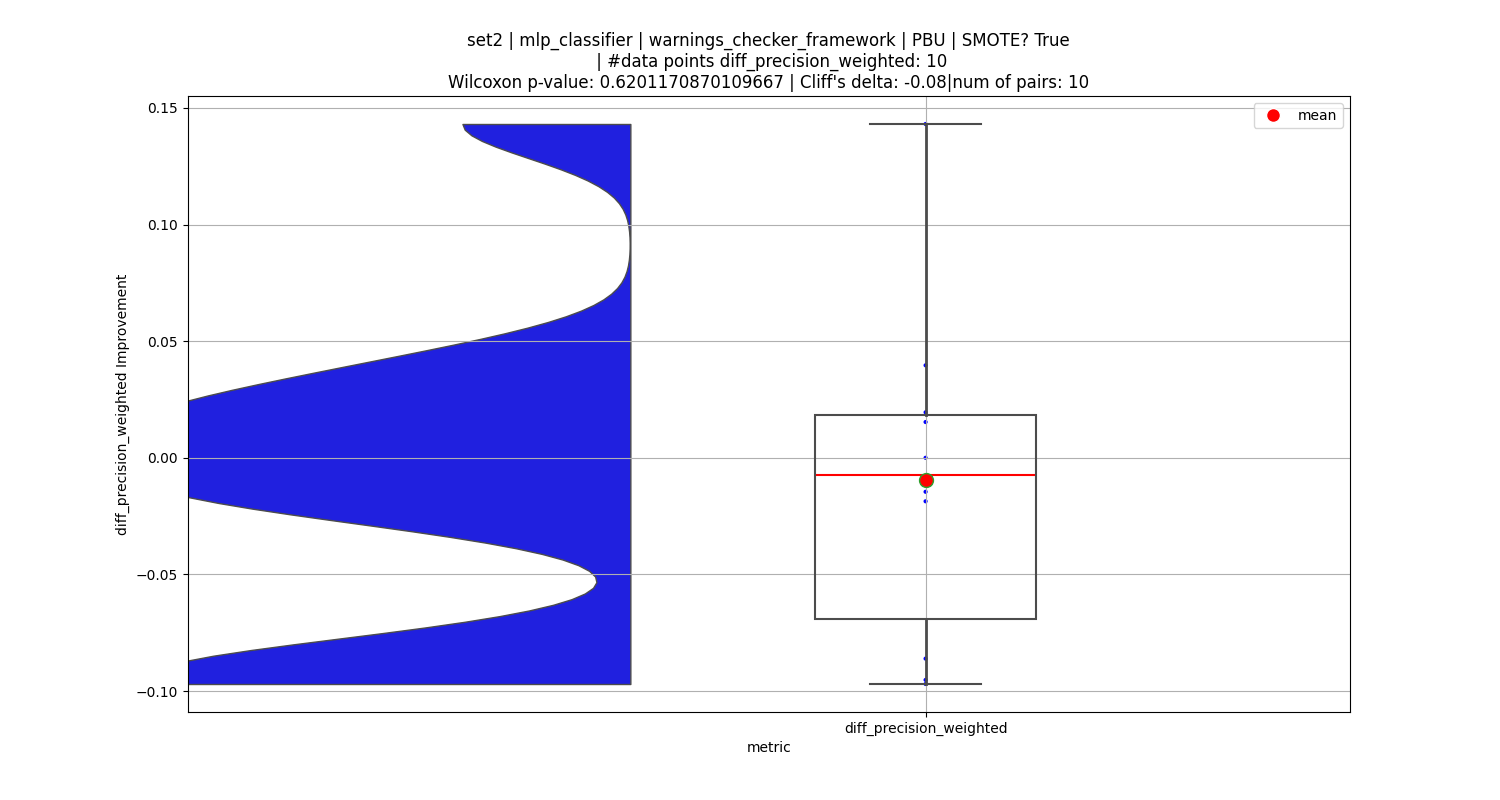 set2 | mlp_classifier | warnings_checker_framework | PBU | SMOTE? True
| #data points diff_precision_weighted: 10
Wilcoxon p-value: 0.6201170870109667 | Cliff's delta: -0.08|num of pairs: 10
mean
0.15
0.10
0.05
0.00
−0.05
−0.10
diff_precision_weighted Improvement
diff_precision_weighted
metric